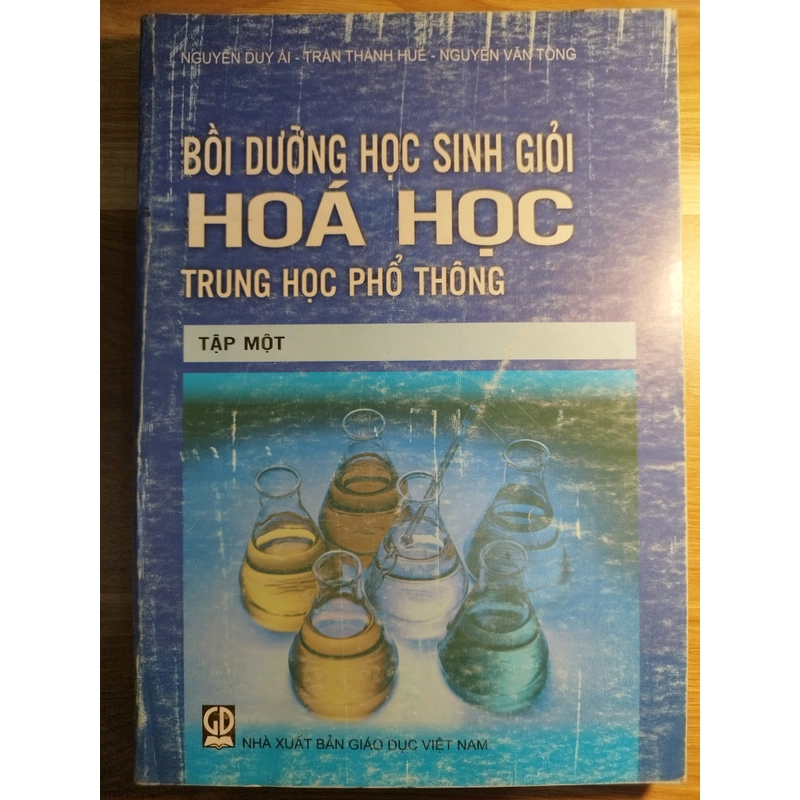 NGUYỄN DUY ÁI - TRẦN THÀNH HUẾ - NGUYỄN VĂN TÒNG
BỒI DƯỠNG HỌC SINH GIỎI
HOÁ HỌC
TRUNG HỌC PHỔ THÔNG
TẬP MỘT
GD
NHÀ XUẤT BẢN GIÁO DỤC VIỆT NAM